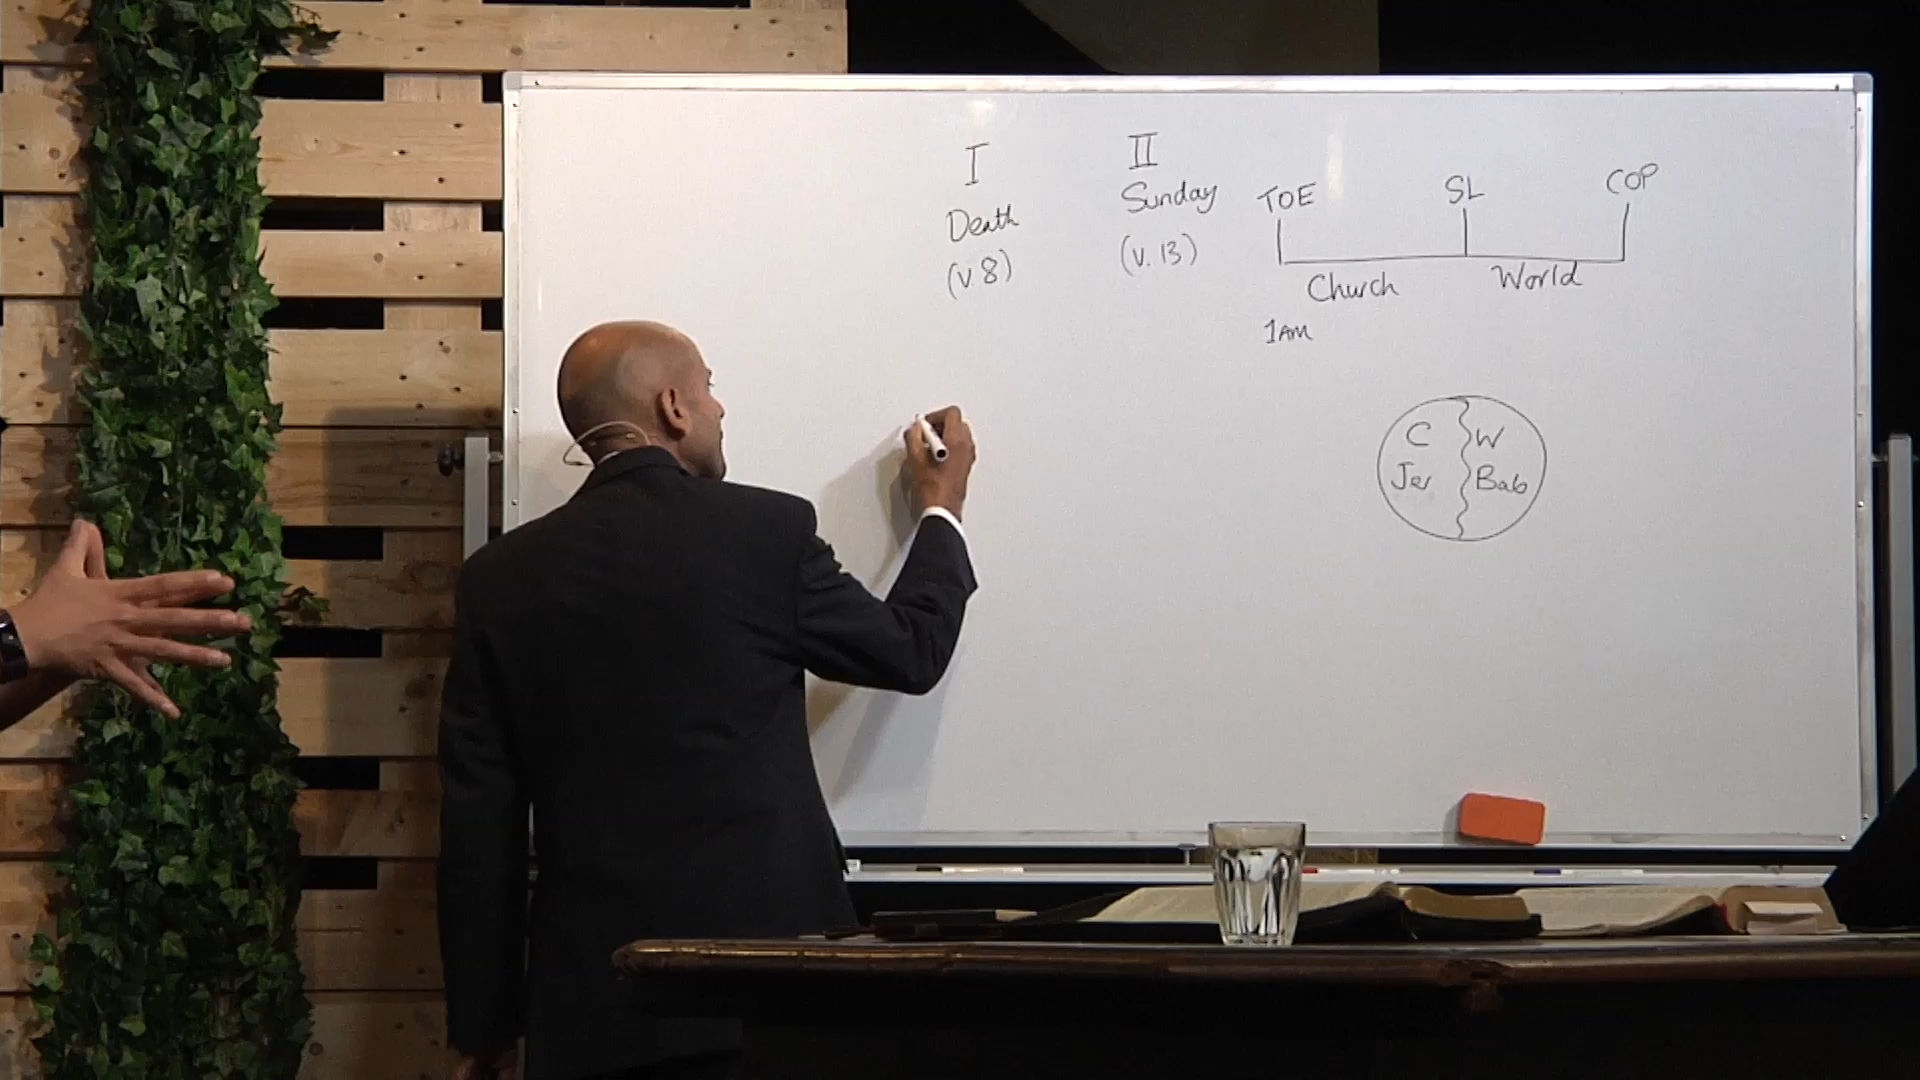 I
Death
(v 8)
II
Sunday
(v. 13)
TOE
SL
COP
Church
World
1AM
C
W
Jer
Bab